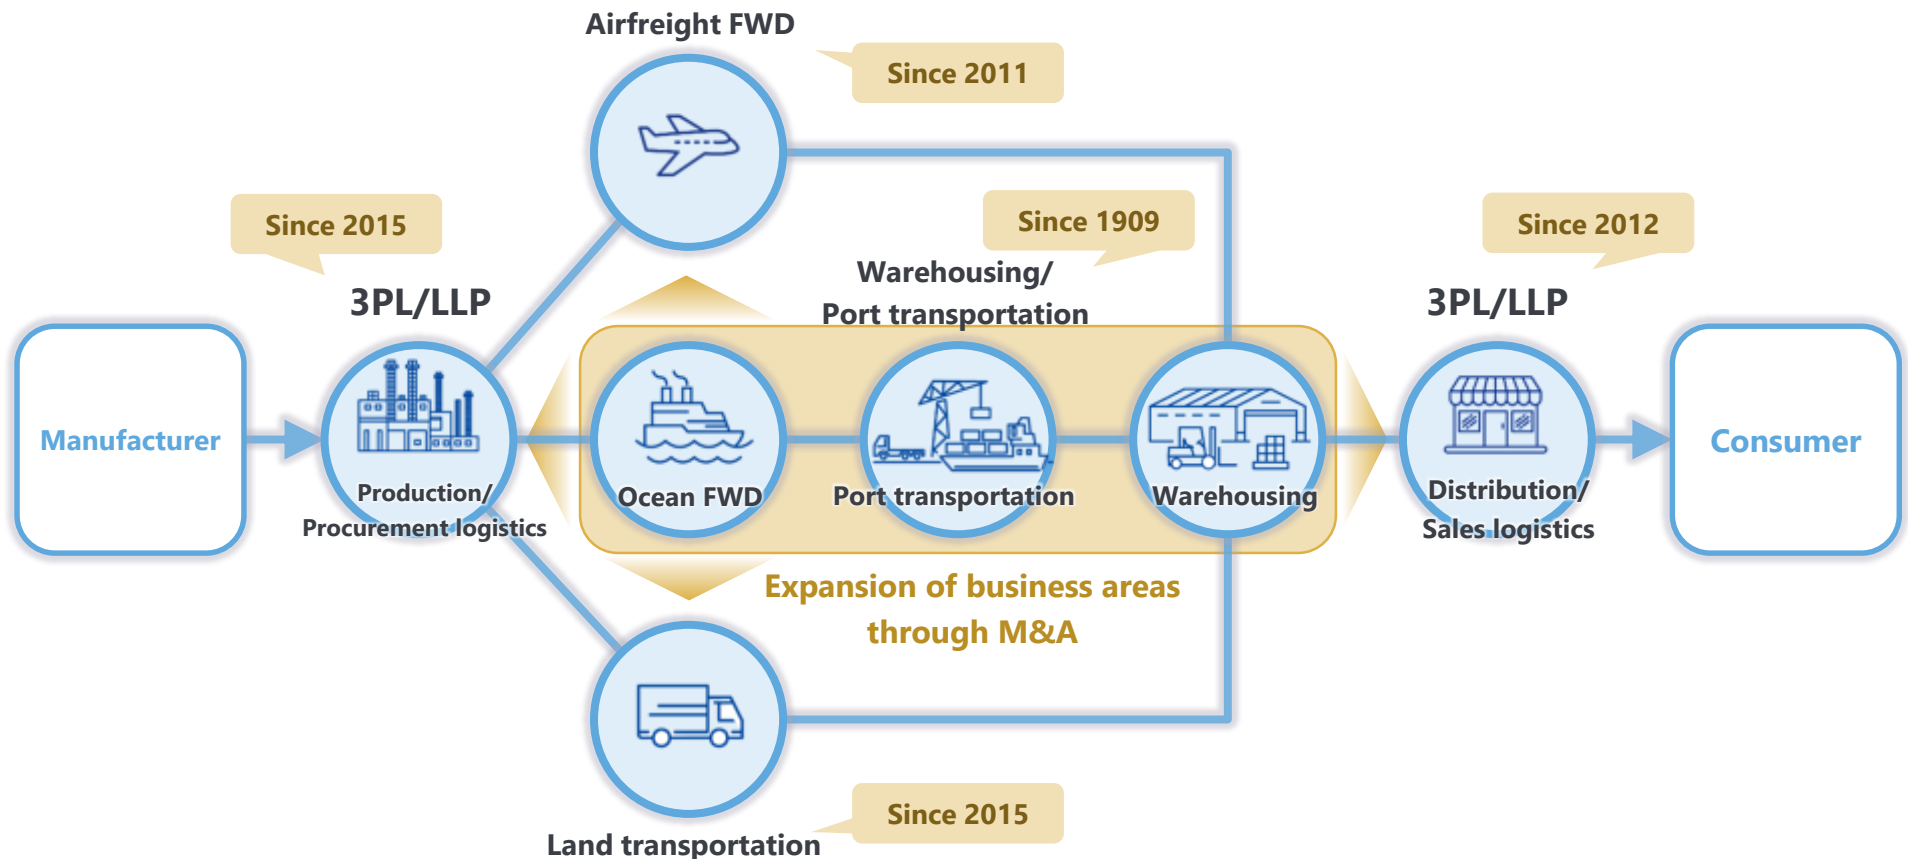 Airfreight FWD
Since 2011
Since 2015
Since 1909
Since 2012
3PL/LLP
Warehousing/
Port transportation
3PL/LLP
Manufacturer
Production/
Procurement logistics
Ocean FWD
Port transportation
Warehousing
Distribution/
Sales logistics
Consumer
Expansion of business areas
through M&A
Since 2015
Land transportation